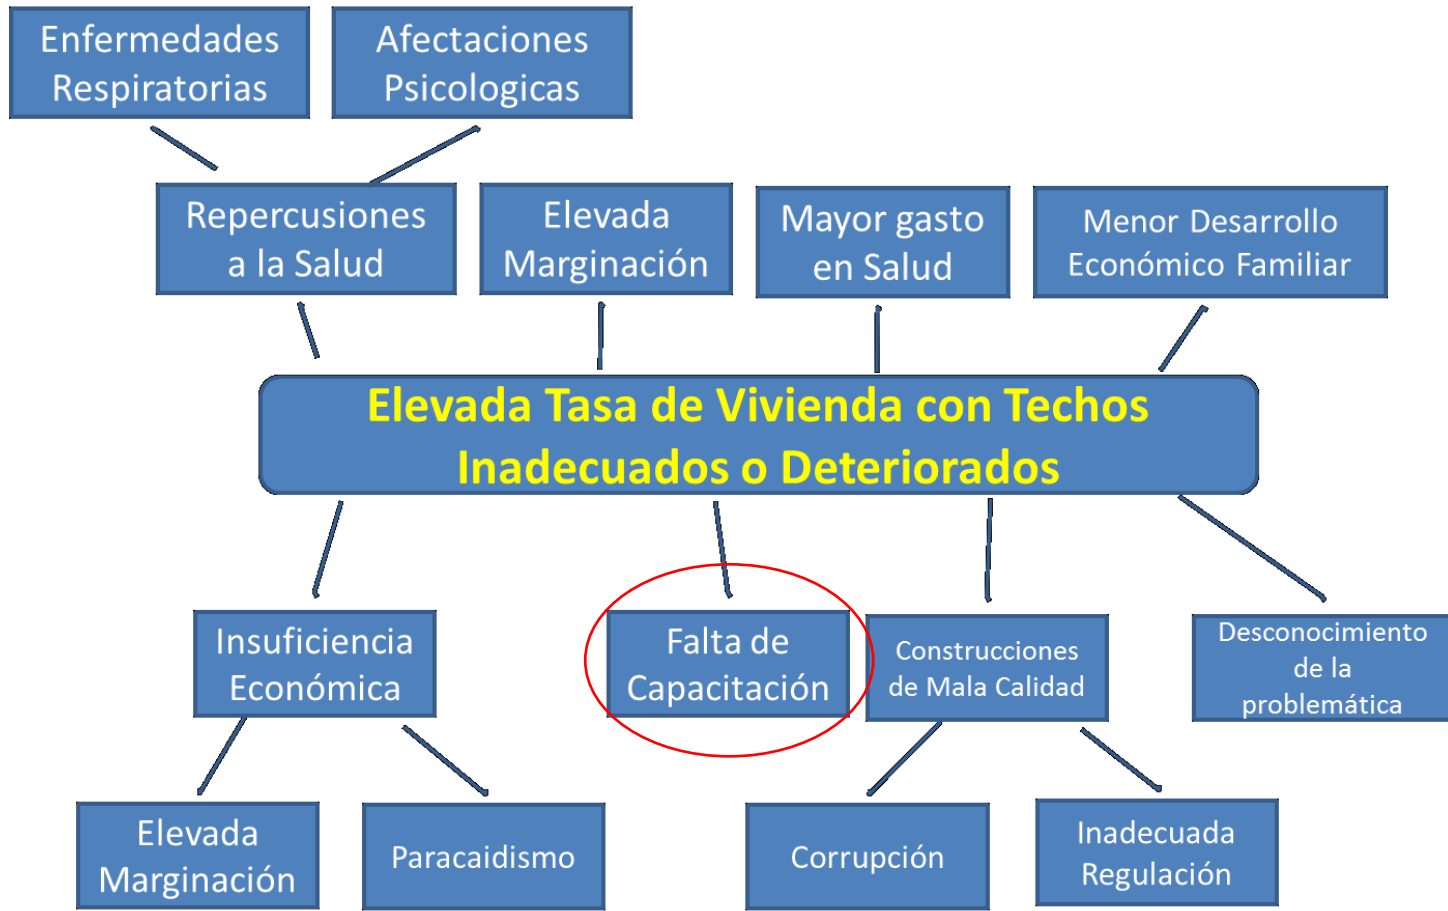 Enfermedades
Respiratorias
Afectaciones
Psicologicas
Repercusiones
a la Salud
Elevada
Marginación
Mayor gasto
en Salud
Menor Desarrollo
Económico Familiar
Elevada Tasa de Vivienda con Techos
Inadecuados o Deteriorados
Insuficiencia
Económica
Falta de
Capacitación
Construcciones
de Mala Calidad
Desconocimiento
de la
problemática
Elevada
Marginación
Paracaidismo
Corrupción
Inadecuada
Regulación